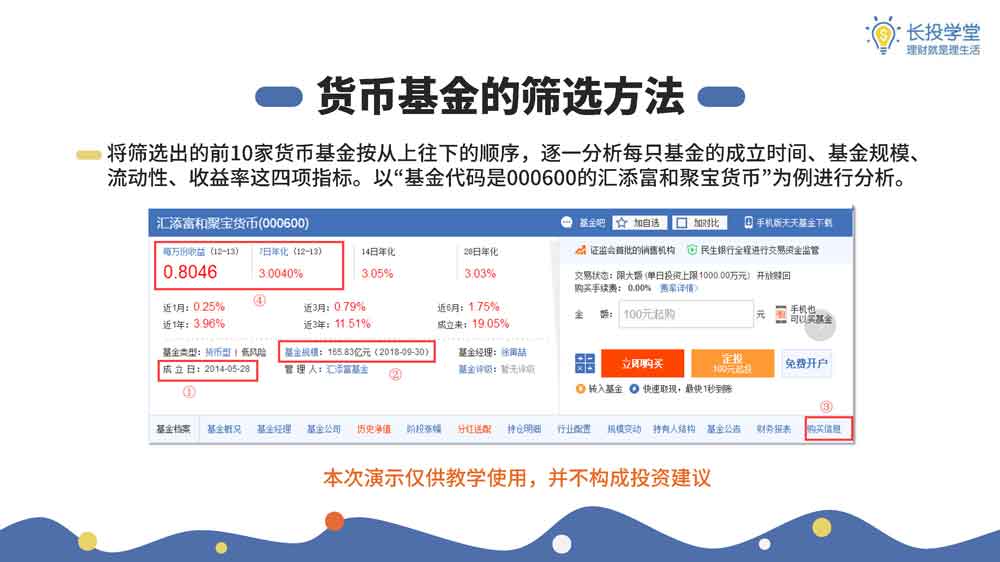 长投学堂
理财就是理生活
货币基金的筛选方法
将筛选出的前10家货币基金按从上往下的顺序，逐一分析每只基金的成立时间、基金规模、
流动性、收益率这四项指标。以“基金代码是000600的汇添富和聚宝货币”为例进行分析。
汇添富和聚宝货币(000600) 基金吧 加自选 加对比 手机版天天基金下载
每万份收益 (12-13) 7日年化 (12-13) 14日年化 28日年化
0.8046 3.0040% 3.05% 3.03%
④
近1月：0.25% 近3月：0.79% 近6月：1.75%
近1年：3.96% 近3年：11.51% 成立来：19.05%
基金类型：货币型 | 低风险 基金规模：165.83亿元（2018-09-30） 基金经理：徐寅喆
成 立 日：2014-05-28 管 理 人：汇添富基金 基金评级：暂无评级
① ②
证监会首批的销售机构 民生银行全程进行交易资金监管
交易状态：限大额 (单日投资上限1000.00万元) 开放赎回
购买手续费：0.00% 费率详情>
金 额： 100元起购 元 手机也
可以买基金
立即购买 定投
100元起投 免费开户
转入基金 快速取现，最快1秒到账
③
基金档案 基金概况 基金经理 基金公司 历史净值 阶段涨幅 分红送配 持仓明细 行业配置 规模变动 持有人结构 基金公告 财务报表 购买信息
本次演示仅供教学使用，并不构成投资建议